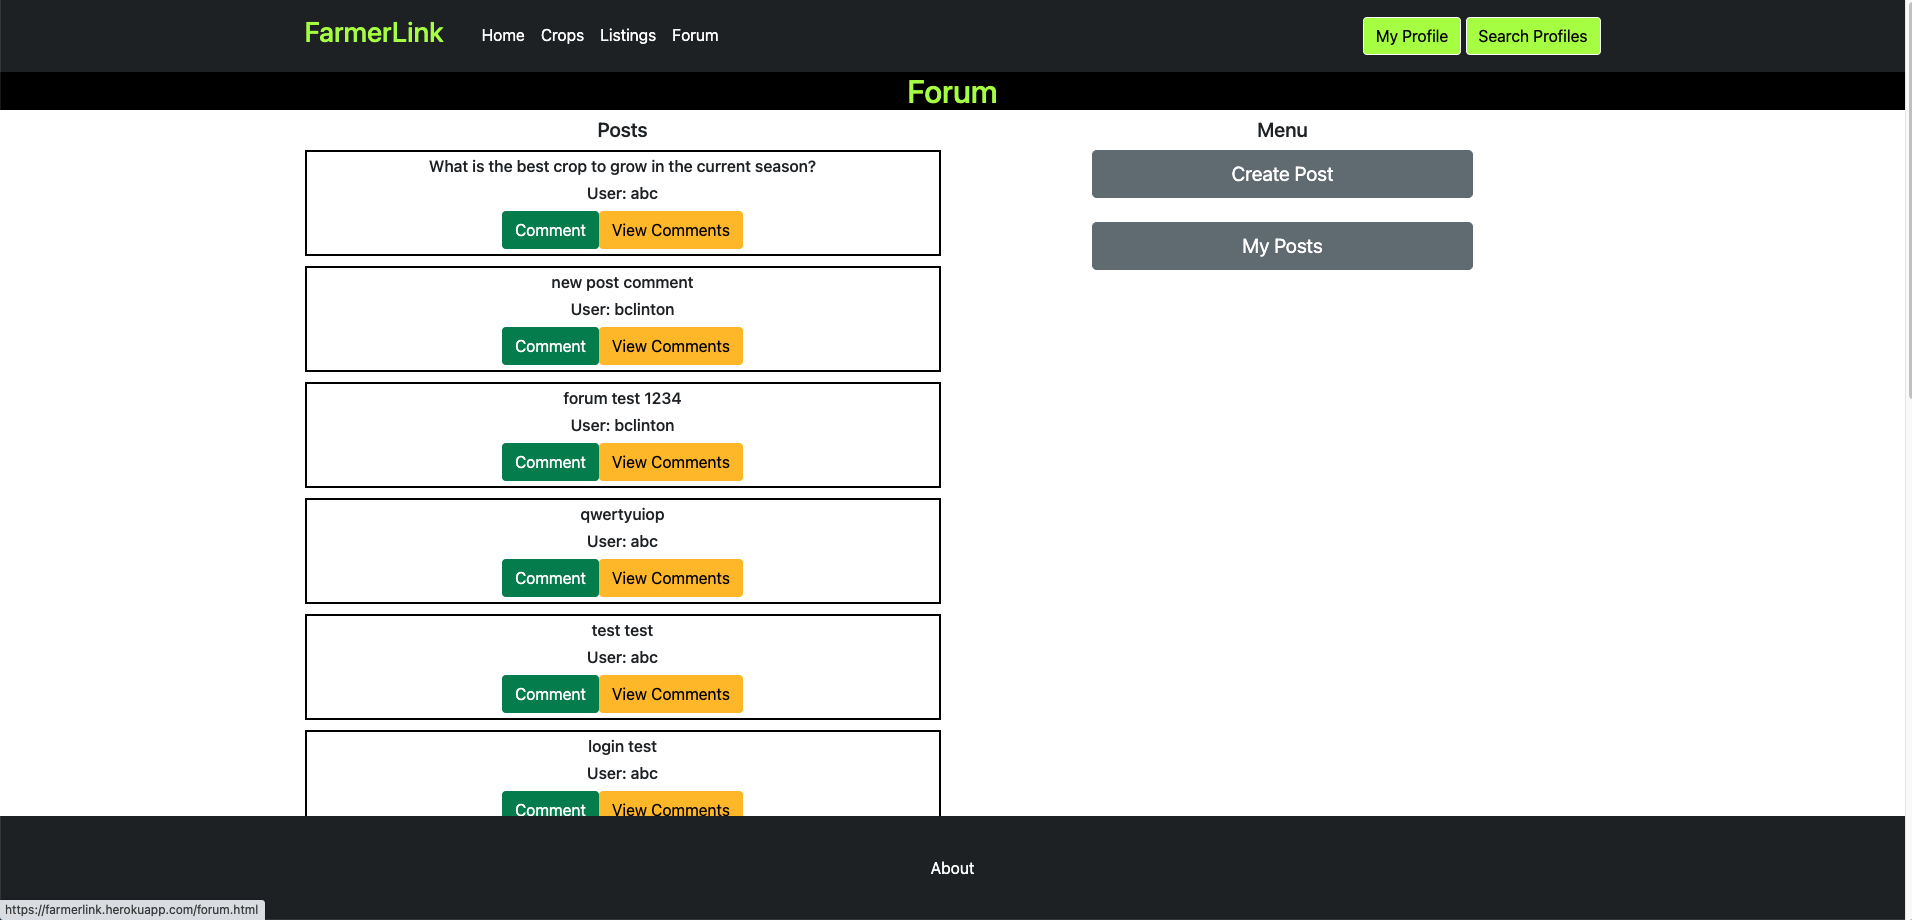 FarmerLink Home Crops Listings Forum My Profile Search Profiles
Forum
Posts
What is the best crop to grow in the current season?
User: abc
Comment View Comments
new post comment
User: bclinton
Comment View Comments
forum test 1234
User: bclinton
Comment View Comments
qwertyuiop
User: abc
Comment View Comments
test test
User: abc
Comment View Comments
login test
User: abc
Comment View Comments
Menu
Create Post
My Posts
About
https://farmerlink.herokuapp.com/forum.html